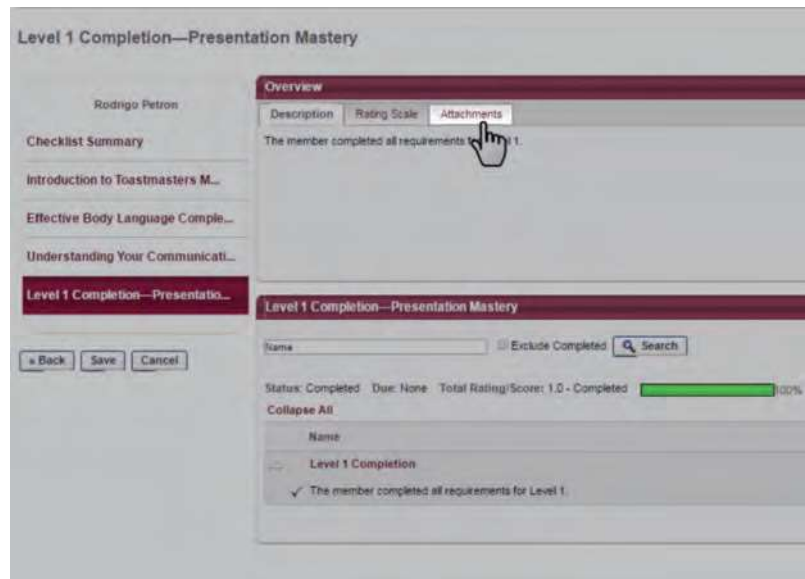 Level 1 Completion—Presentation Mastery
Rodrigo Petron
Checklist Summary
Introduction to Toastmasters M...
Effective Body Language Comple...
Understanding Your Communicati...
Level 1 Completion—Presentatio...
« Back Save Cancel
Overview
Description Rating Scale Attachments
The member completed all requirements 1.
Level 1 Completion—Presentation Mastery
Name Exclude Completed Search
Status: Completed Due: None Total Rating/Score: 1.0 - Completed 100%
Collapse All
Name
Level 1 Completion
✓ The member completed all requirements for Level 1.